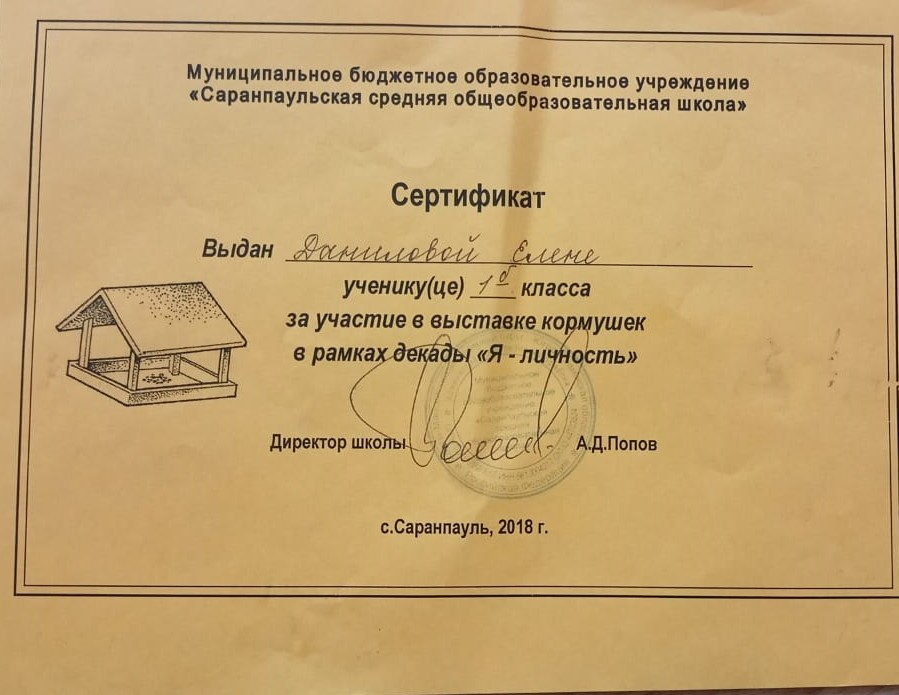 Муниципальное бюджетное образовательное учреждение
«Саранпаульская средняя общеобразовательная школа»
Сертификат
Выдан Даниловой Елене
ученику(це) 1б класса
за участие в выставке кормушек
в рамках декады «Я - личность»
Директор школы А.Д.Попов
с.Саранпауль, 2018 г.